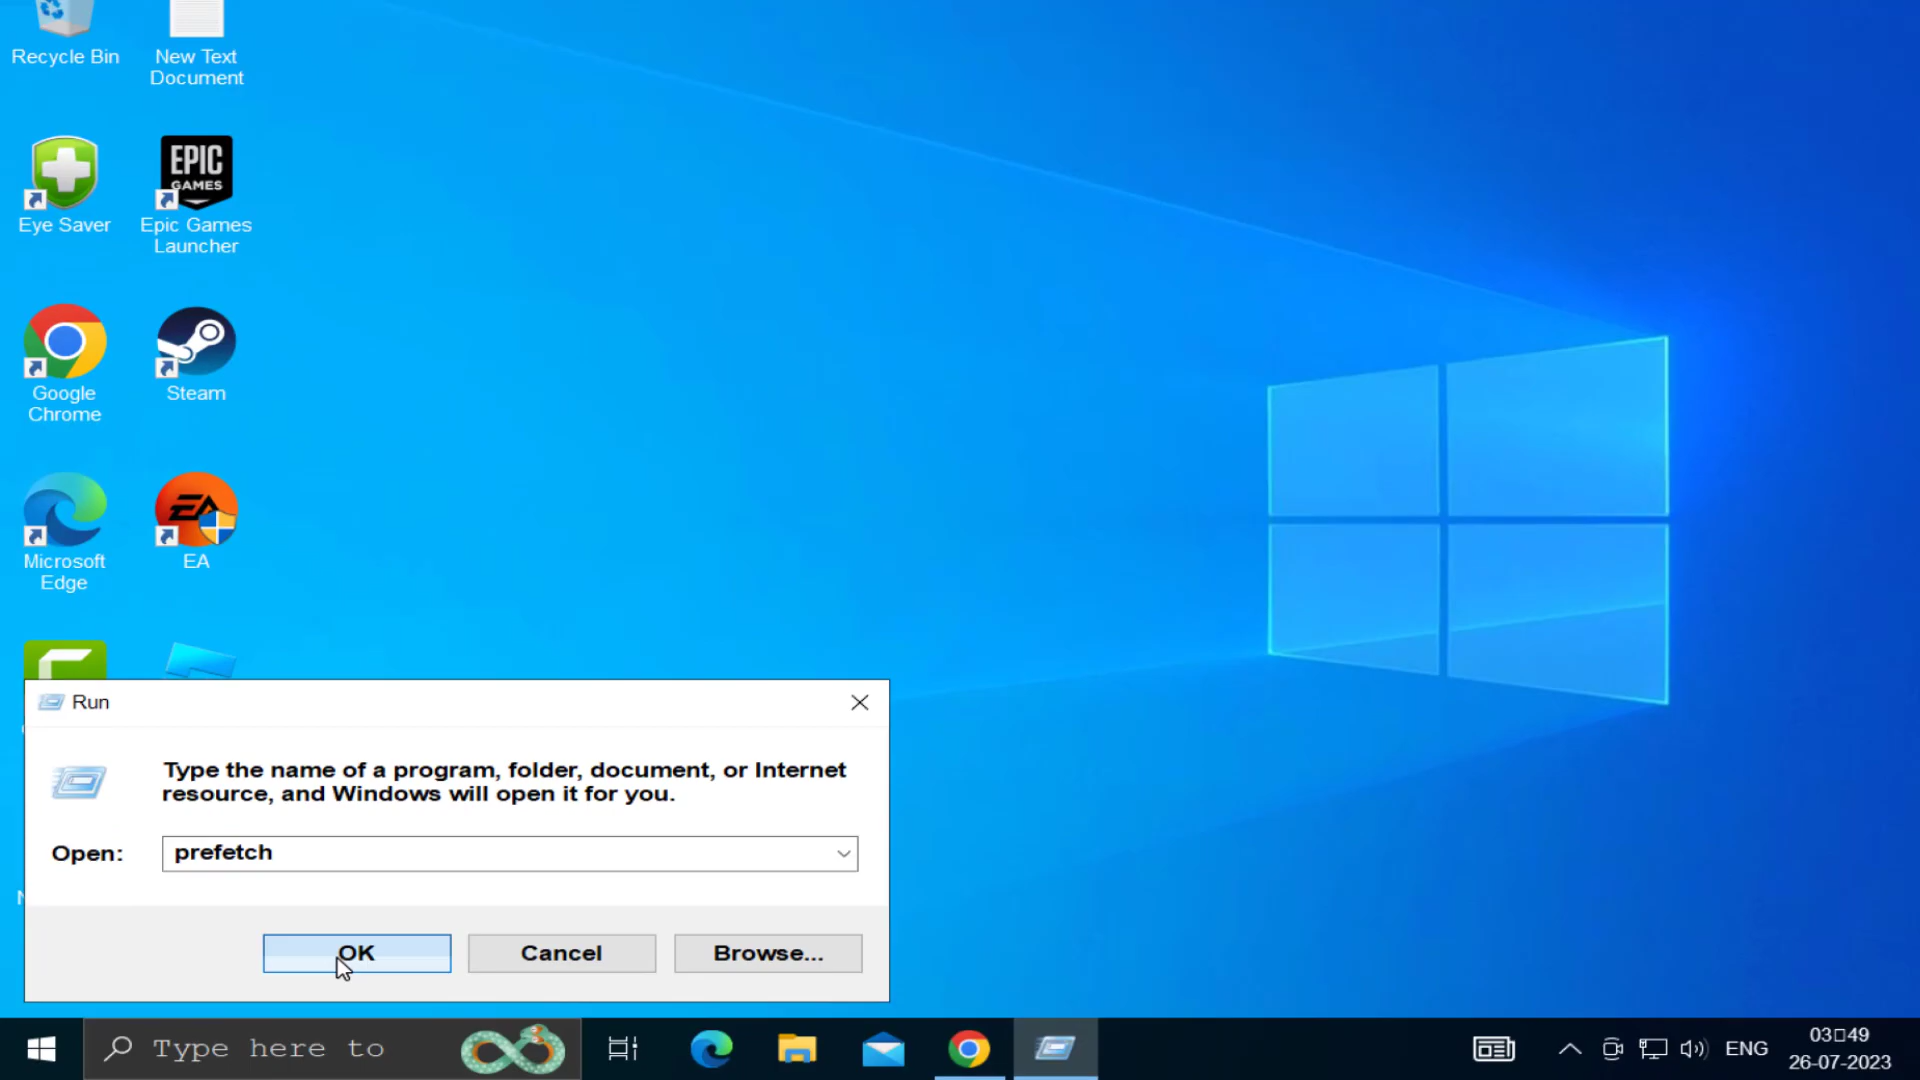 Recycle Bin
New Text
Document
Eye Saver
EPIC
GAMES
Epic Games
Launcher
Google
Chrome
Steam
Microsoft
Edge
EA
EA
Run
Type the name of a program, folder, document, or Internet
resource, and Windows will open it for you.
Open:
prefetch
OK
Cancel
Browse...
Type here to
ENG
03□49
26-07-2023